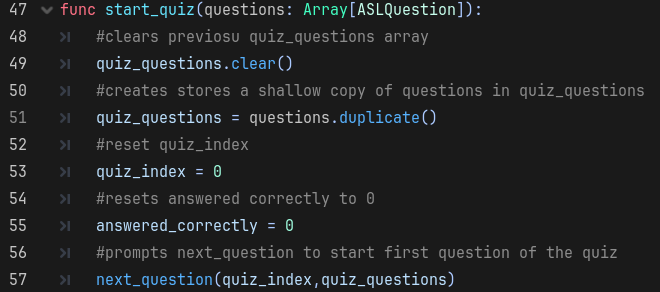 47 func start_quiz(questions: Array[ASLQuestion]):
48 #clears previosu quiz_questions array
49 quiz_questions.clear()
50 #creates stores a shallow copy of questions in quiz_questions
51 quiz_questions = questions.duplicate()
52 #reset quiz_index
53 quiz_index = 0
54 #resets answered correctly to 0
55 answered_correctly = 0
56 #prompts next_question to start first question of the quiz
57 next_question(quiz_index,quiz_questions)